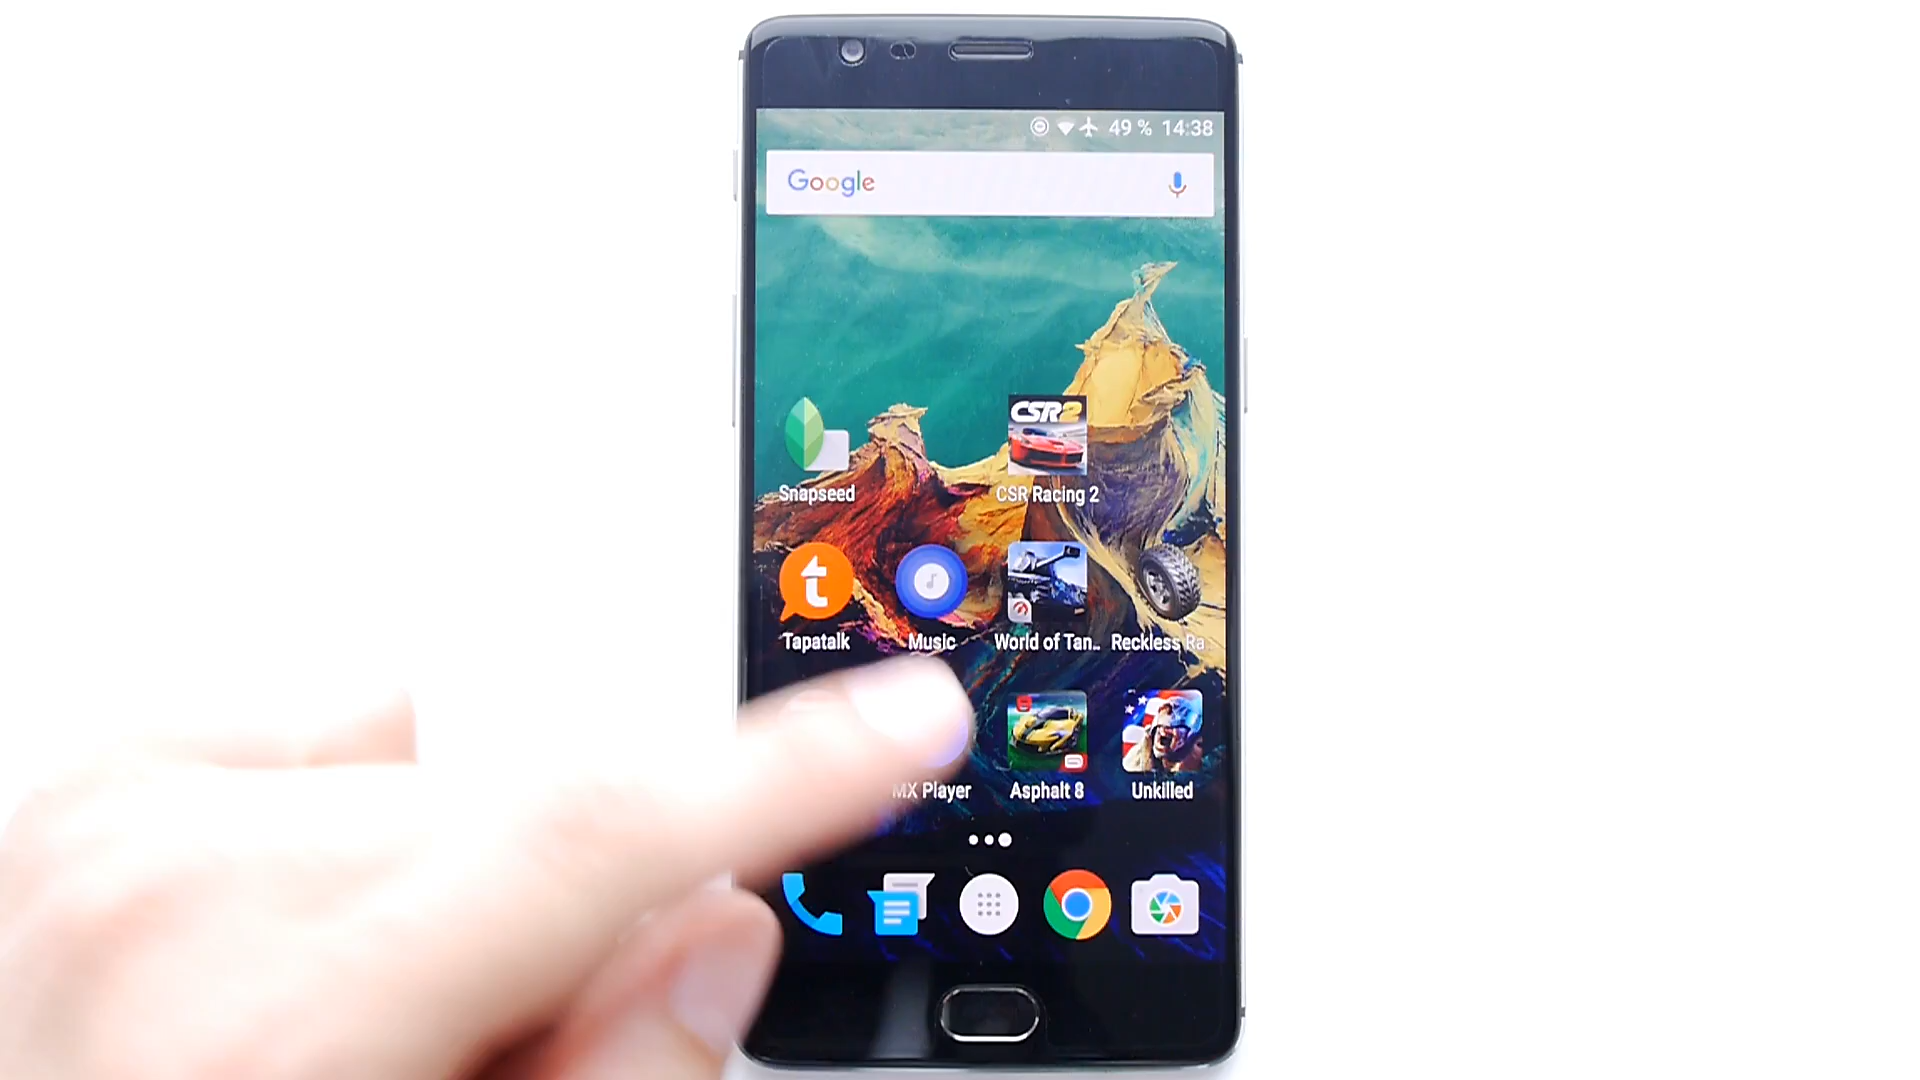 49 % 14:38
Google
CSR2
Snapseed
CSR Racing 2
Tapatalk
Music
World of Tan..
Reckless Ra
MX Player
Asphalt 8
Unkilled